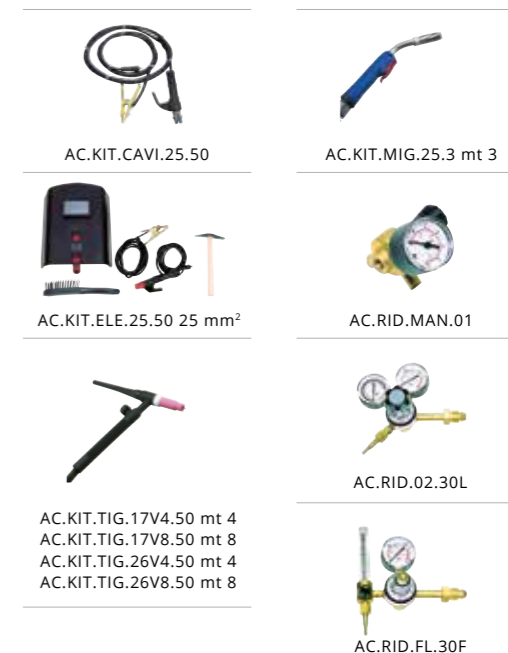 AC.KIT.CAVI.25.50
AC.KIT.ELE.25.50 25 mm²
AC.KIT.TIG.17V4.50 mt 4
AC.KIT.TIG.17V8.50 mt 8
AC.KIT.TIG.26V4.50 mt 4
AC.KIT.TIG.26V8.50 mt 8
AC.KIT.MIG.25.3 mt 3
AC.RID.MAN.01
AC.RID.02.30L
AC.RID.FL.30F